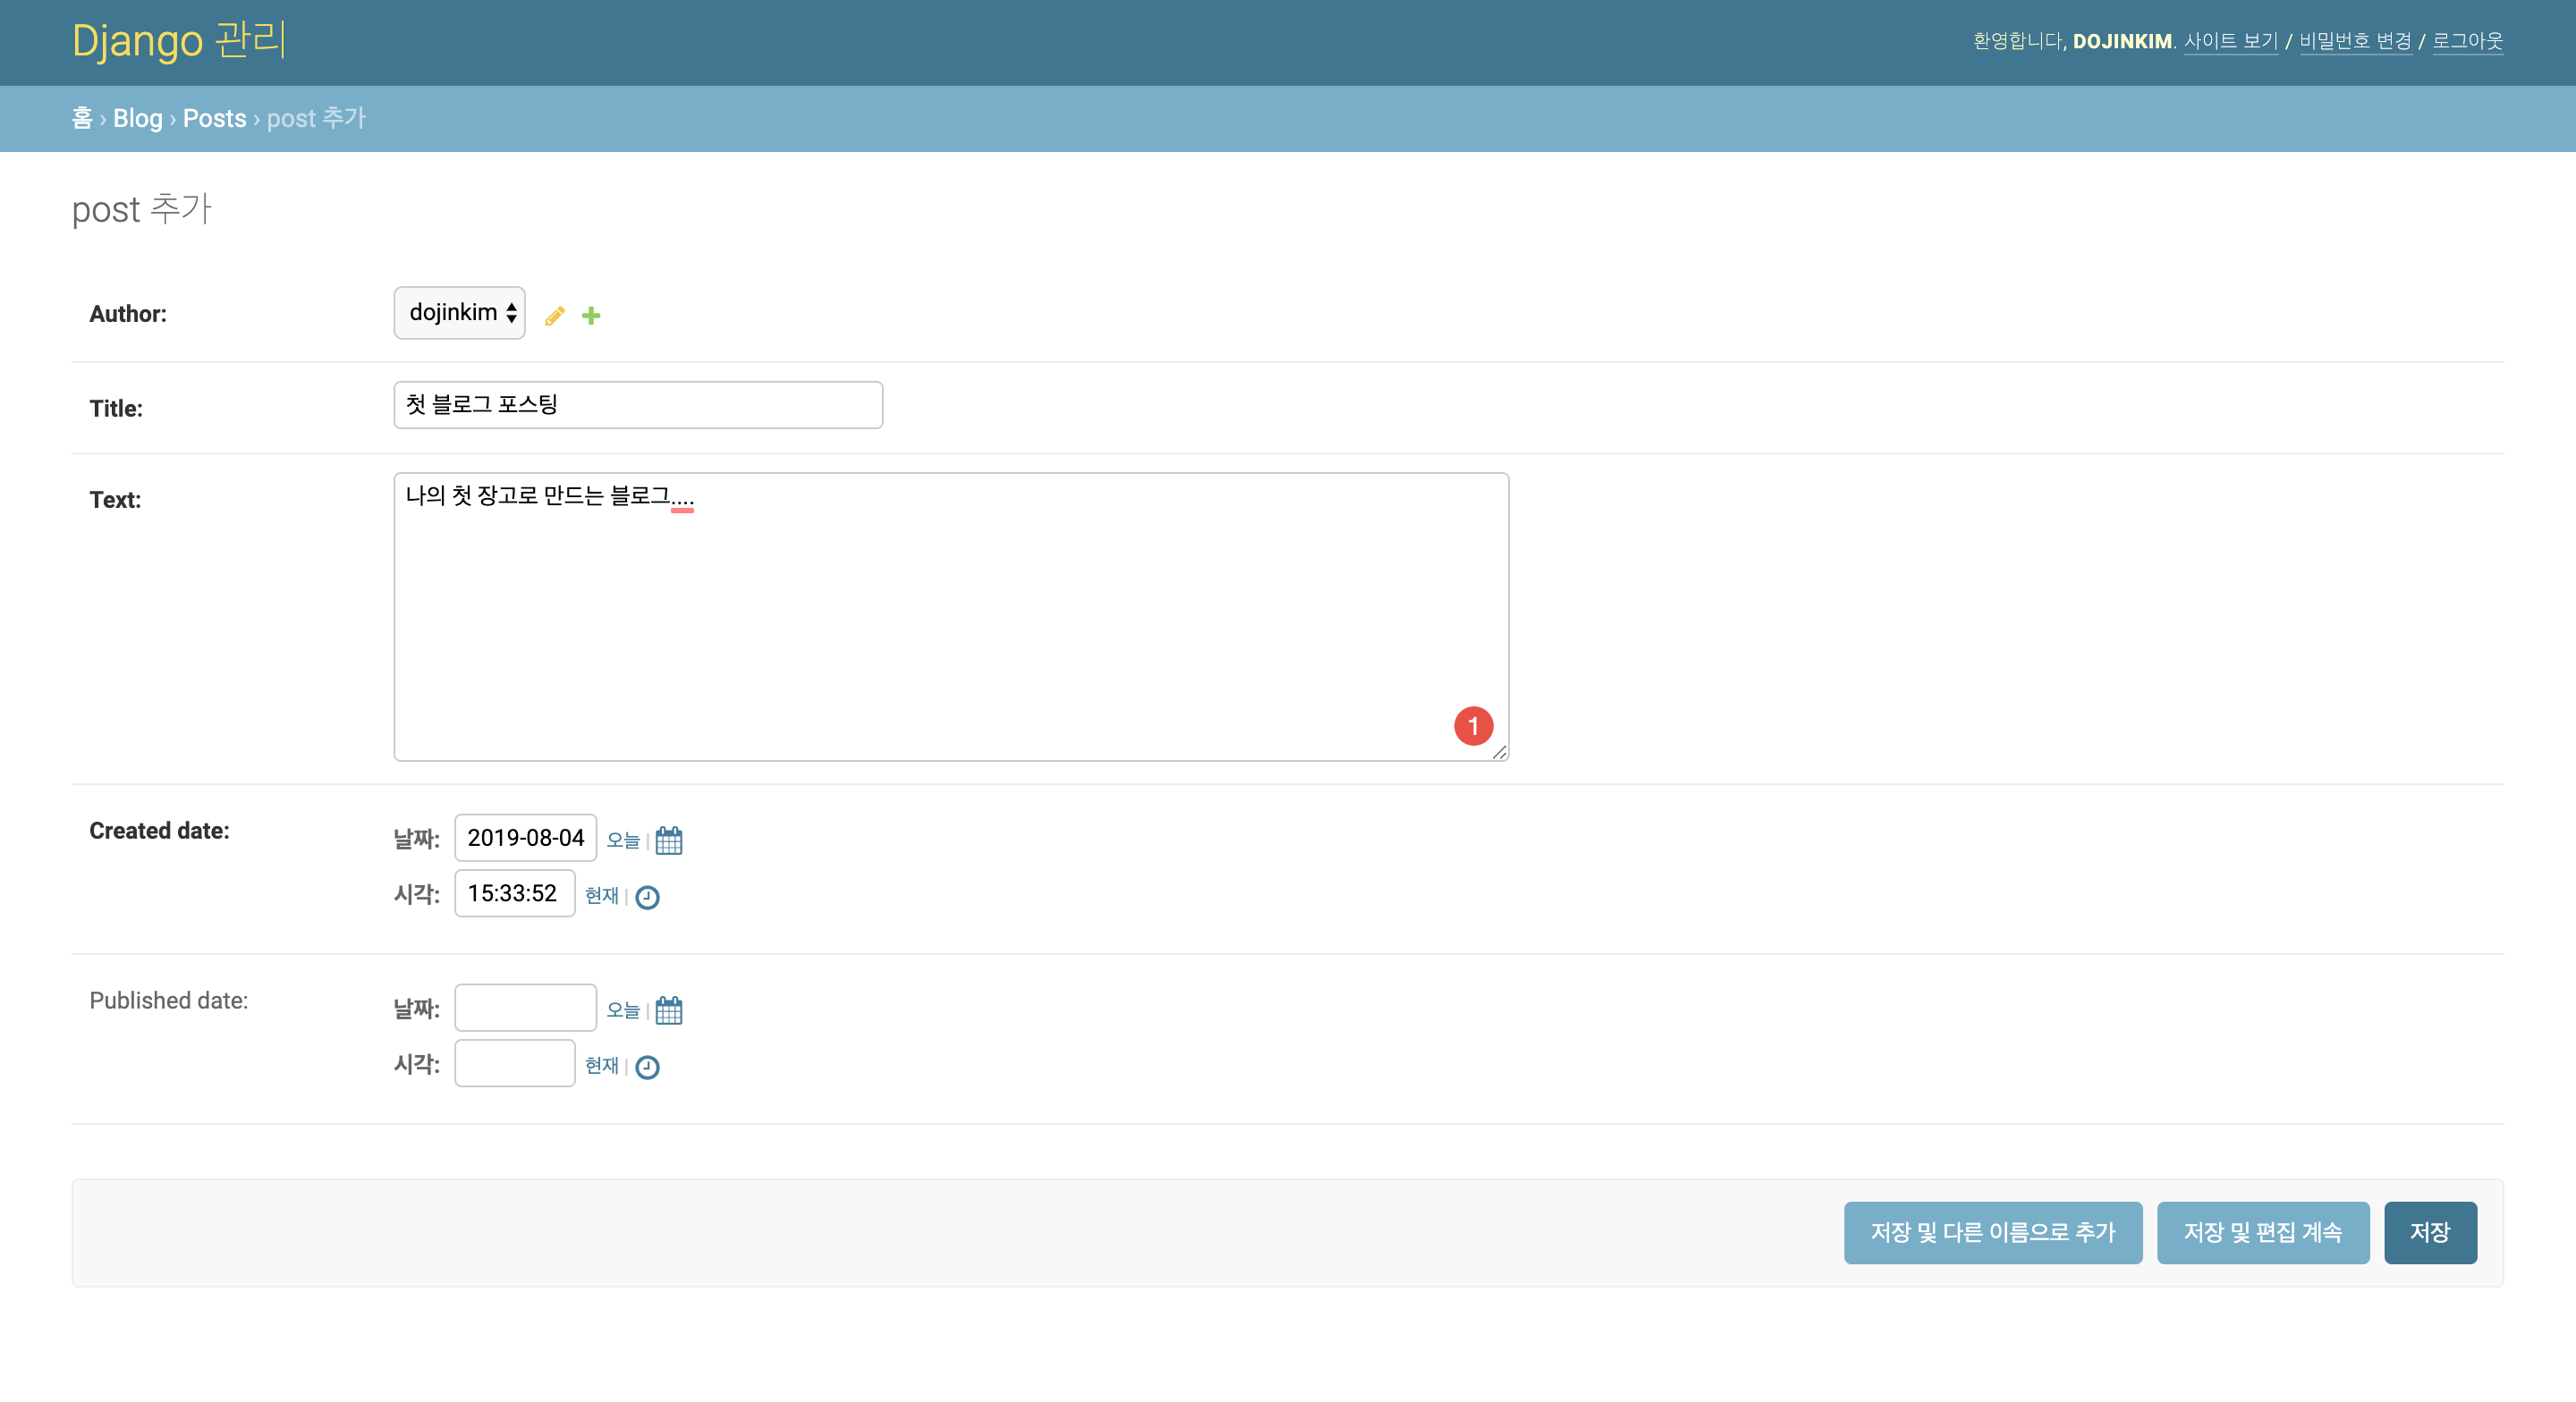 Django 관리
환영합니다, DOJINKIM. 사이트 보기 / 비밀번호 변경 / 로그아웃
홈 › Blog › Posts › post 추가
post 추가
Author: dojinkim
Title: 첫 블로그 포스팅
Text: 나의 첫 장고로 만드는 블로그....
1
Created date: 날짜: 2019-08-04 오늘 |
시각: 15:33:52 현재 |
Published date: 날짜: 오늘 |
시각: 현재 |
저장 및 다른 이름으로 추가 저장 및 편집 계속 저장